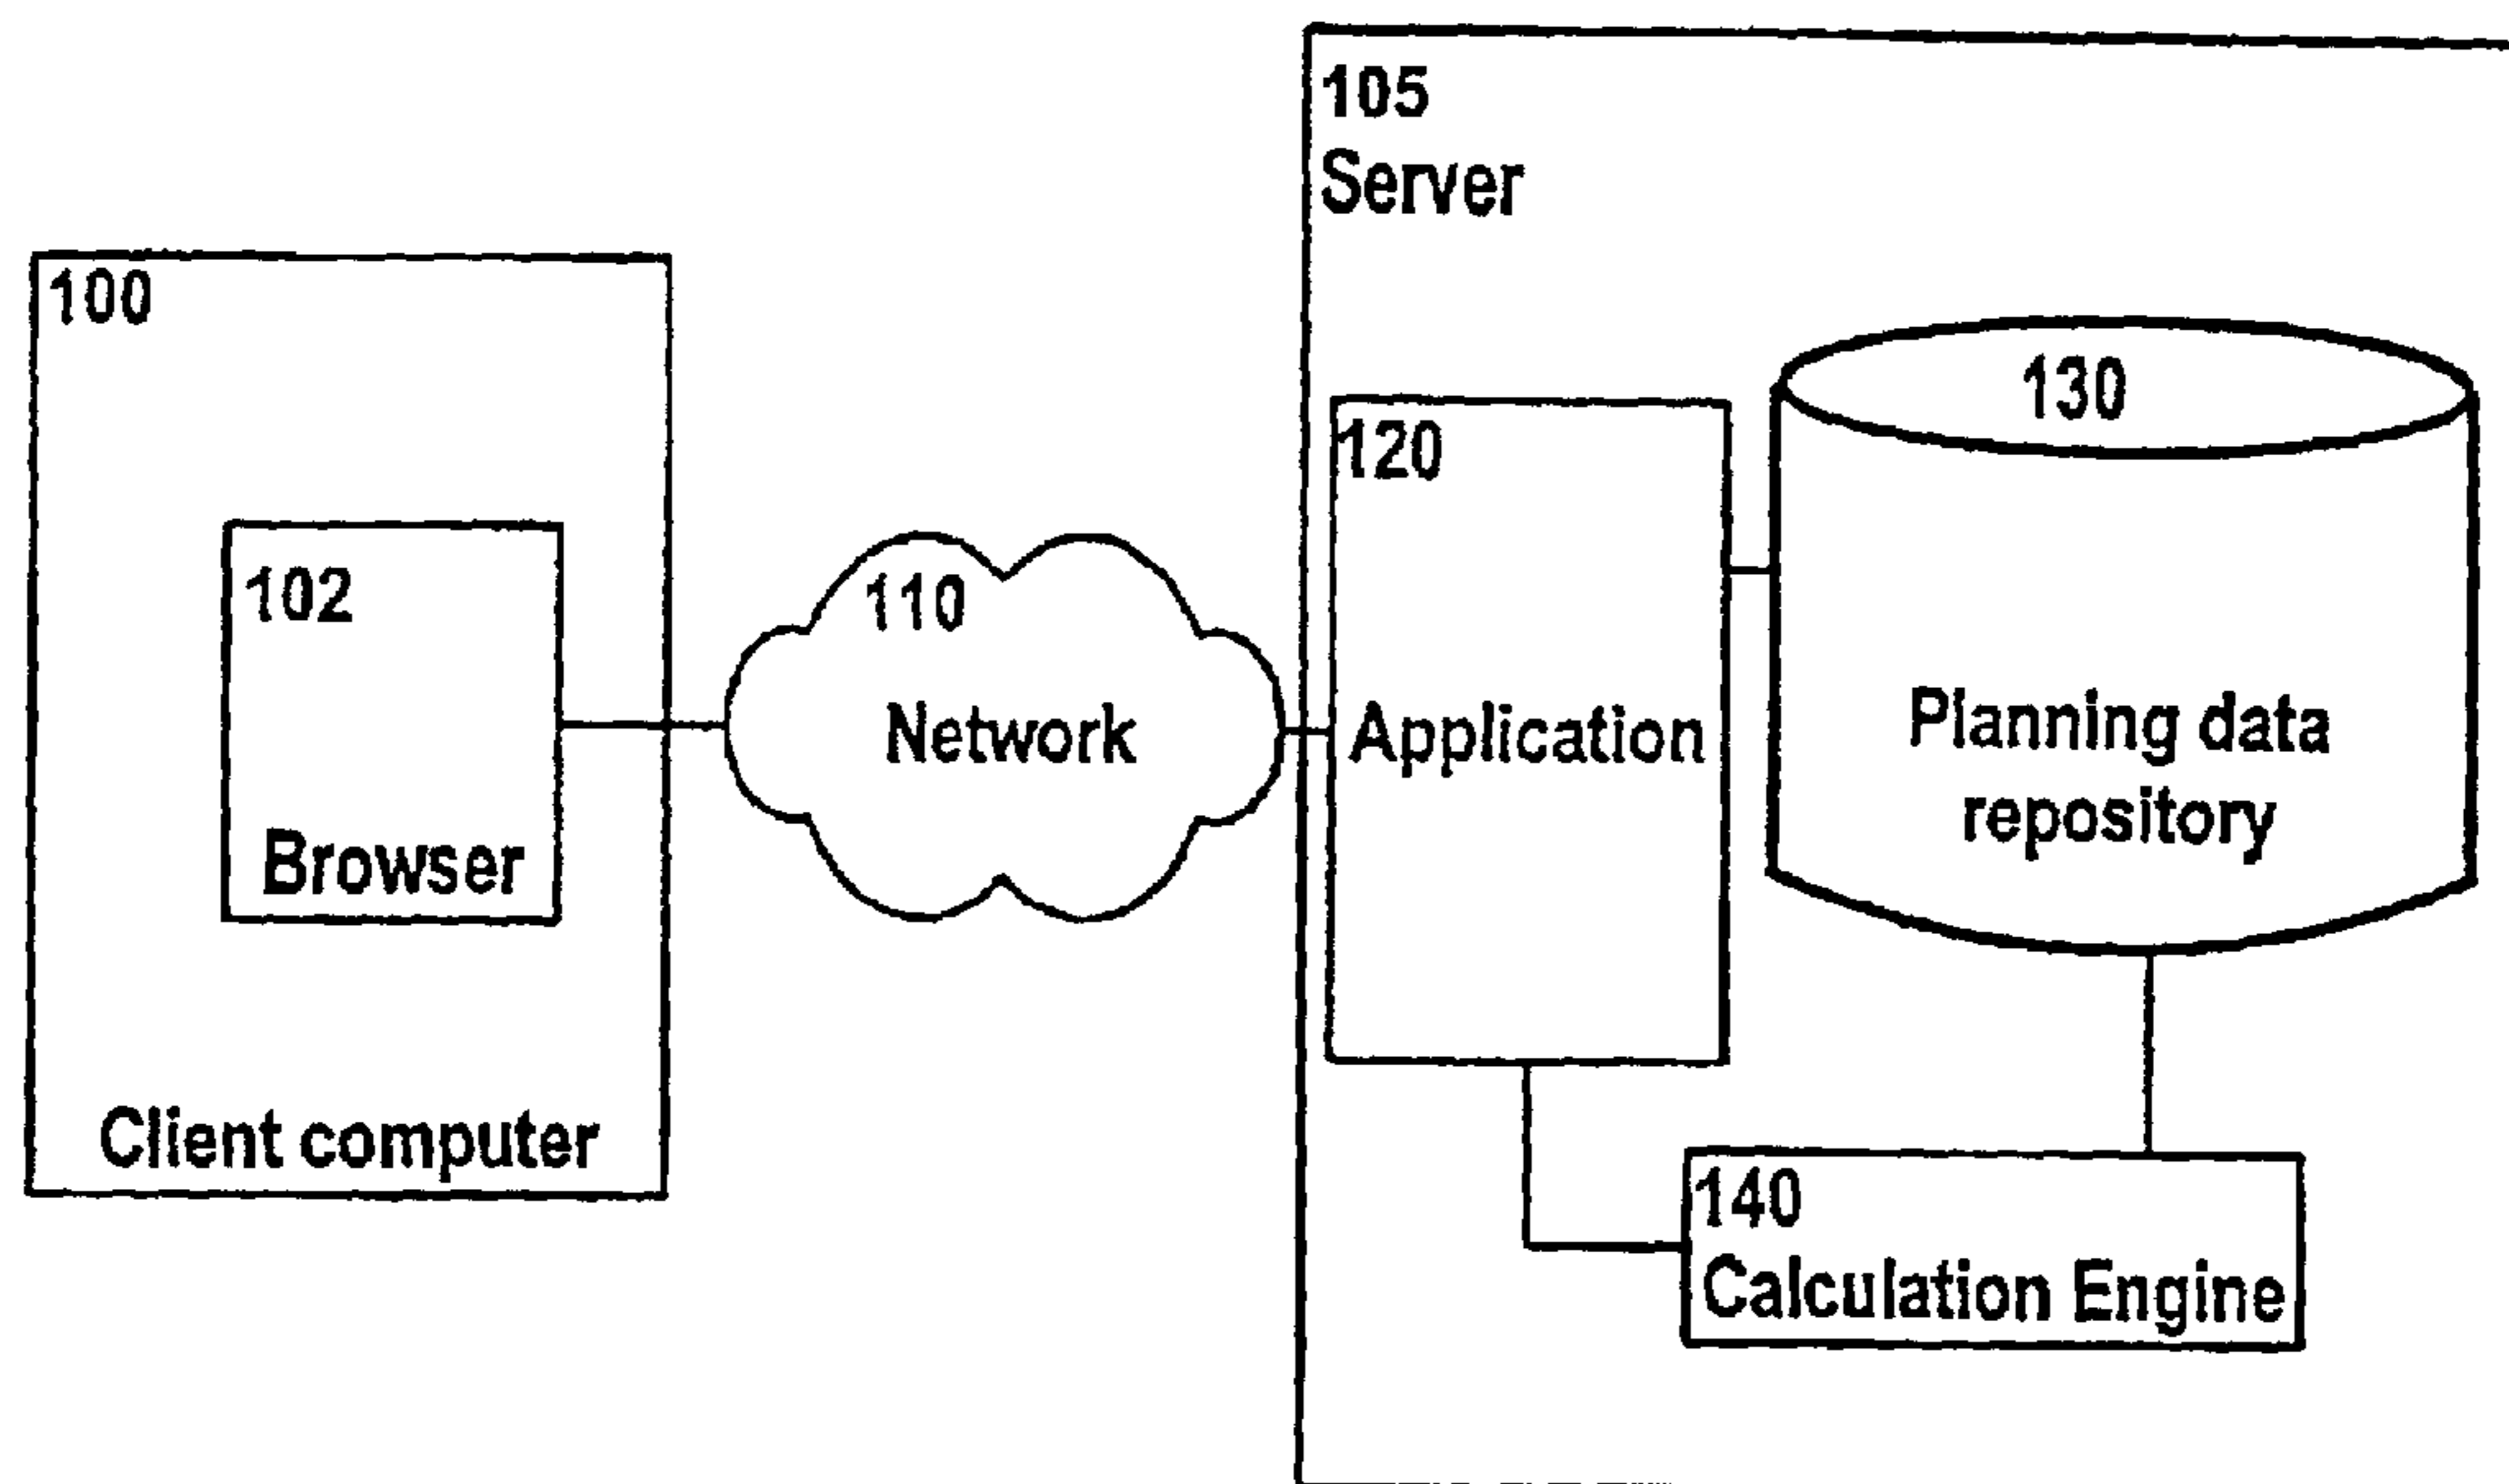 105
Server
100
130
120
102
110
Network
Application
Planning data
repository
Browser
Client computer
140
Calculation Engine